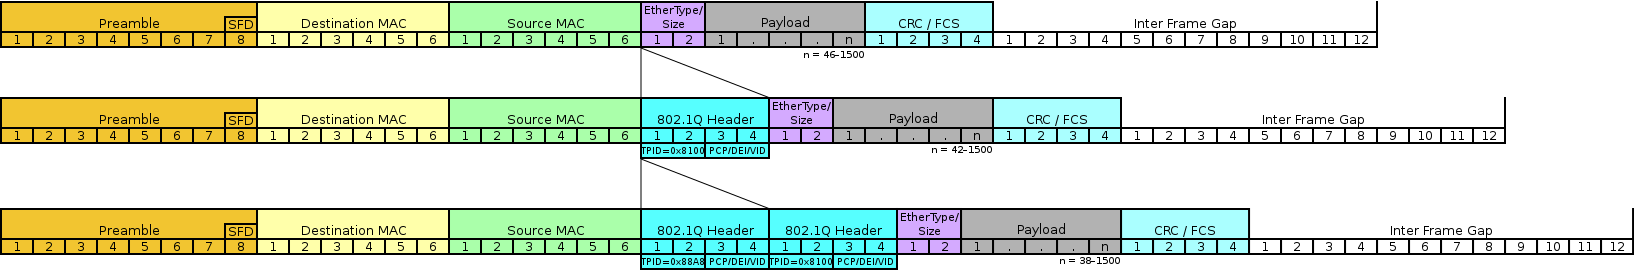 EtherType/
Preamble SFD Destination MAC Source MAC Size Payload CRC / FCS Inter Frame Gap
1 2 3 4 5 6 7 8 1 2 3 4 5 6 1 2 3 4 5 6 1 2 1 . . . n 1 2 3 4 1 2 3 4 5 6 7 8 9 10 11 12
n = 46-1500
EtherType/
Preamble SFD Destination MAC Source MAC 802.1Q Header Size Payload CRC / FCS Inter Frame Gap
1 2 3 4 5 6 7 8 1 2 3 4 5 6 1 2 3 4 5 6 1 2 3 4 1 2 1 . . . n 1 2 3 4 1 2 3 4 5 6 7 8 9 10 11 12
TPID=0x8100 PCP/DEI/VID n = 42-1500
EtherType/
Preamble SFD Destination MAC Source MAC 802.1Q Header 802.1Q Header Size Payload CRC / FCS Inter Frame Gap
1 2 3 4 5 6 7 8 1 2 3 4 5 6 1 2 3 4 5 6 1 2 3 4 1 2 3 4 1 2 1 . . . n 1 2 3 4 1 2 3 4 5 6 7 8 9 10 11 12
TPID=0x88A8 PCP/DEI/VID TPID=0x8100 PCP/DEI/VID n = 38-1500